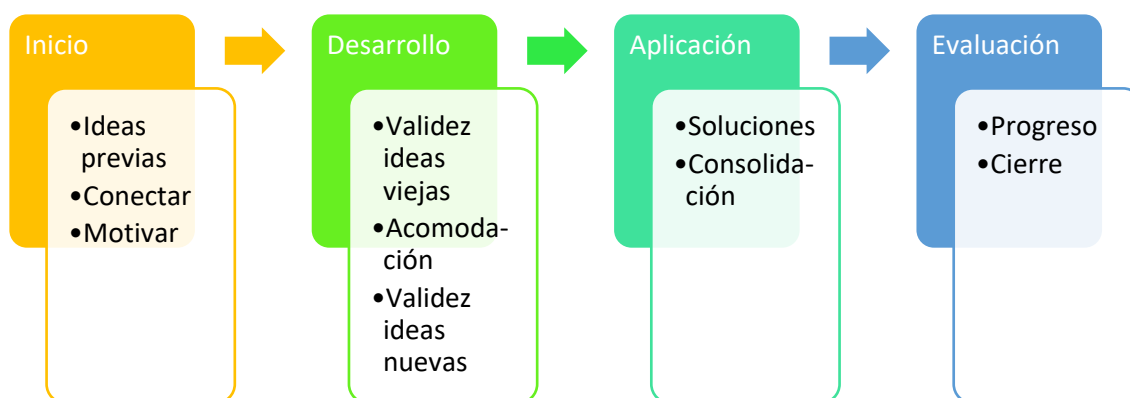 Inicio
•Ideas
previas
•Conectar
•Motivar
Desarrollo
•Validez
ideas
viejas
•Acomoda-
ción
•Validez
ideas
nuevas
Aplicación
•Soluciones
•Consolida-
ción
Evaluación
•Progreso
•Cierre